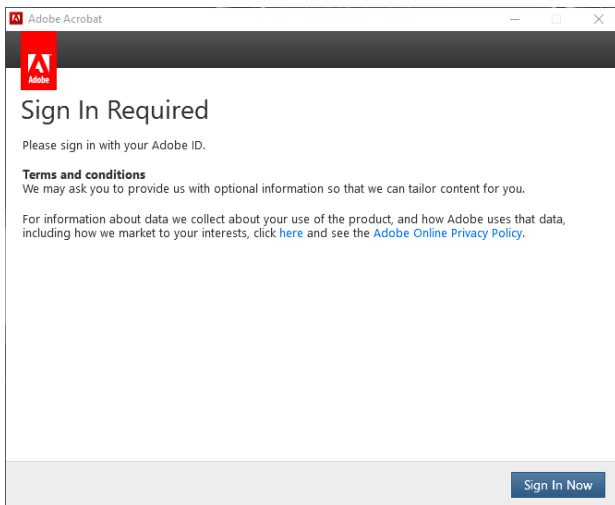 Adobe Acrobat
Adobe
Sign In Required
Please sign in with your Adobe ID.
Terms and conditions
We may ask you to provide us with optional information so that we can tailor content for you.
For information about data we collect about your use of the product, and how Adobe uses that data,
including how we market to your interests, click here and see the Adobe Online Privacy Policy.
Sign In Now